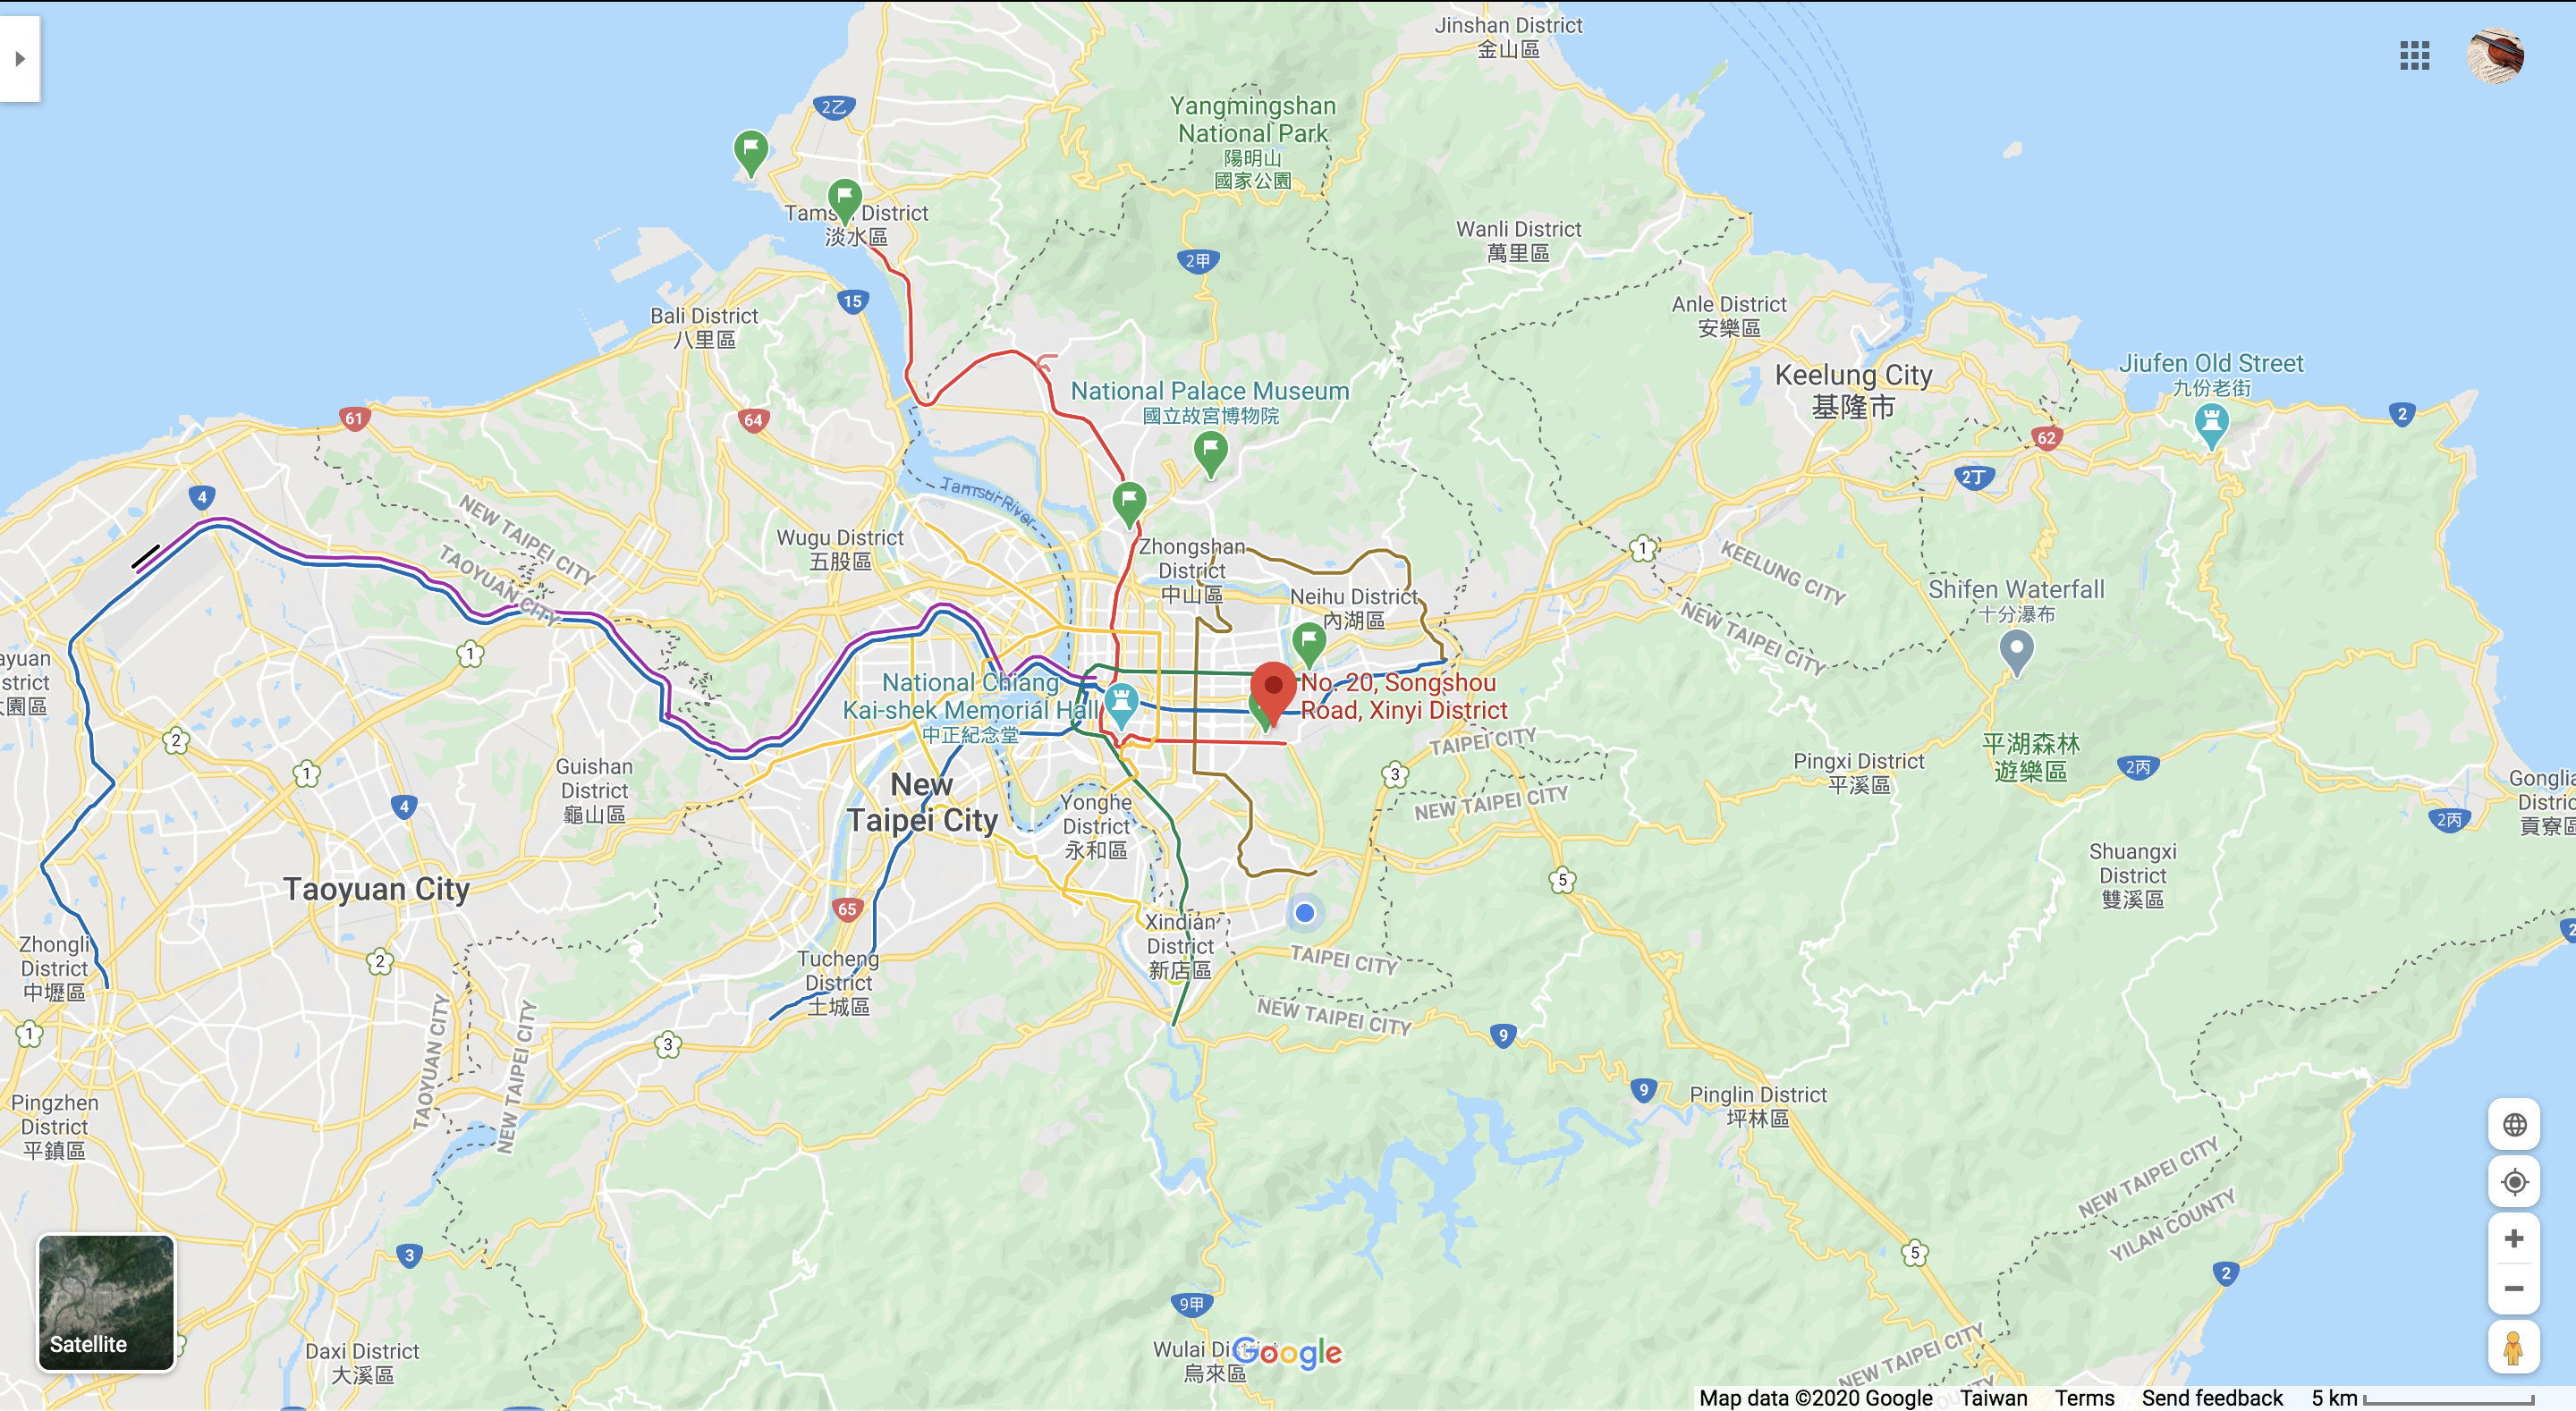 Jinshan District
金山區
2乙
Yangmingshan
National Park
陽明山
國家公園
Tamsui District
淡水區
Wanli District
萬里區
2甲
15
Bali District
八里區
Anle District
安樂區
Keelung City
基隆市
Jiufen Old Street
九份老街
2
61
64
National Palace Museum
國立故宮博物院
62
2丁
4
NEW TAIPEI CITY
TAOYUAN CITY
Tamsui River
Wugu District
五股區
Zhongshan
District
中山區
Neihu District
內湖區
1
KEELUNG CITY
NEW TAIPEI CITY
Shifen Waterfall
十分瀑布
1
ayuan
strict
大園區
National Chiang
Kai-shek Memorial Hall
中正紀念堂
No. 20, Songshou
Road, Xinyi District
2
1
4
Guishan
District
龜山區
New
Taipei City
Yonghe
District
永和區
TAIPEI CITY
3
NEW TAIPEI CITY
Pingxi District
平溪區
平湖森林
遊樂區
2丙
Gonglia
Distric
貢寮區
2丙
Taoyuan City
65
5
Shuangxi
District
雙溪區
Xindian
District
新店區
TAIPEI CITY
2
Zhongli
District
中壢區
2
Tucheng
District
土城區
NEW TAIPEI CITY
1
3
9
TAOYUAN CITY
NEW TAIPEI CITY
9
Pinglin District
坪林區
Pingzhen
District
平鎮區
NEW TAIPEI CITY
YILAN COUNTY
3
5
2
9甲
Satellite
Daxi District
大溪區
Wulai District
烏來區
Google
NEW TAIPEI CITY
Map data ©2020 Google Taiwan Terms Send feedback 5 km